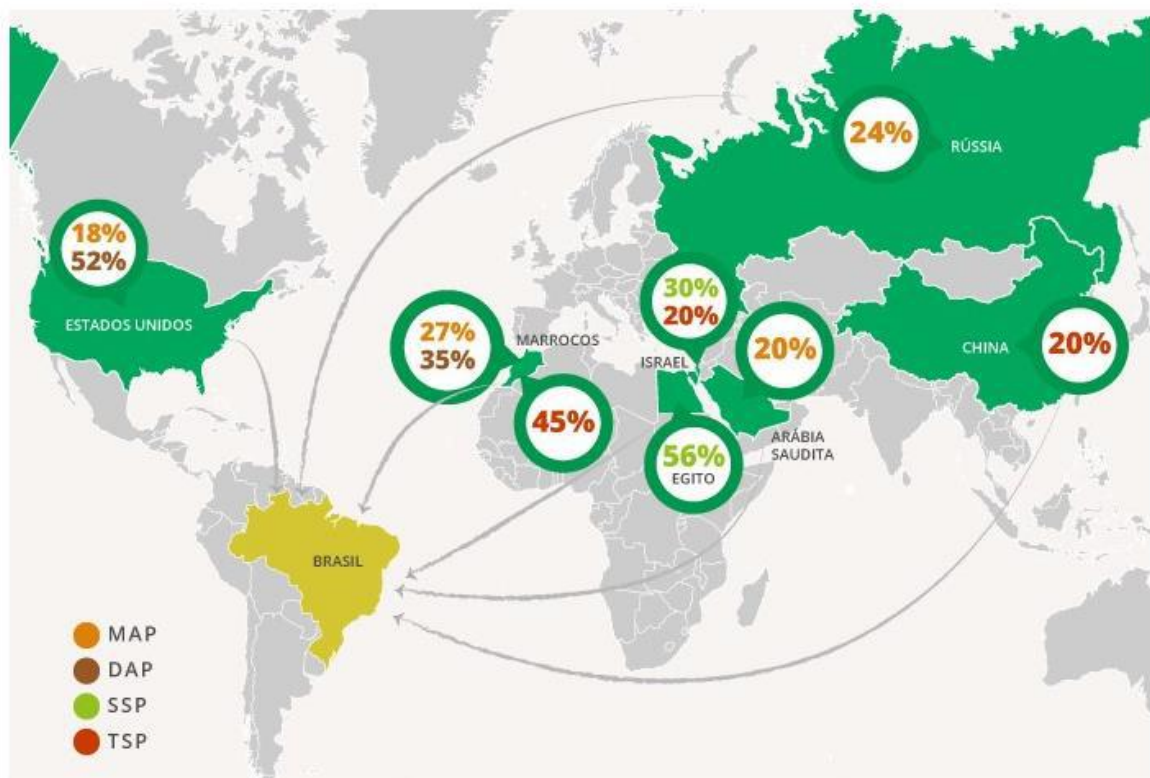 24%
RÚSSIA
18%
52%
ESTADOS UNIDOS
30%
20%
27%
35%
MARROCOS
ISRAEL
20%
CHINA
20%
45%
ARÁBIA
SAUDITA
56%
EGITO
BRASIL
MAP
DAP
SSP
TSP